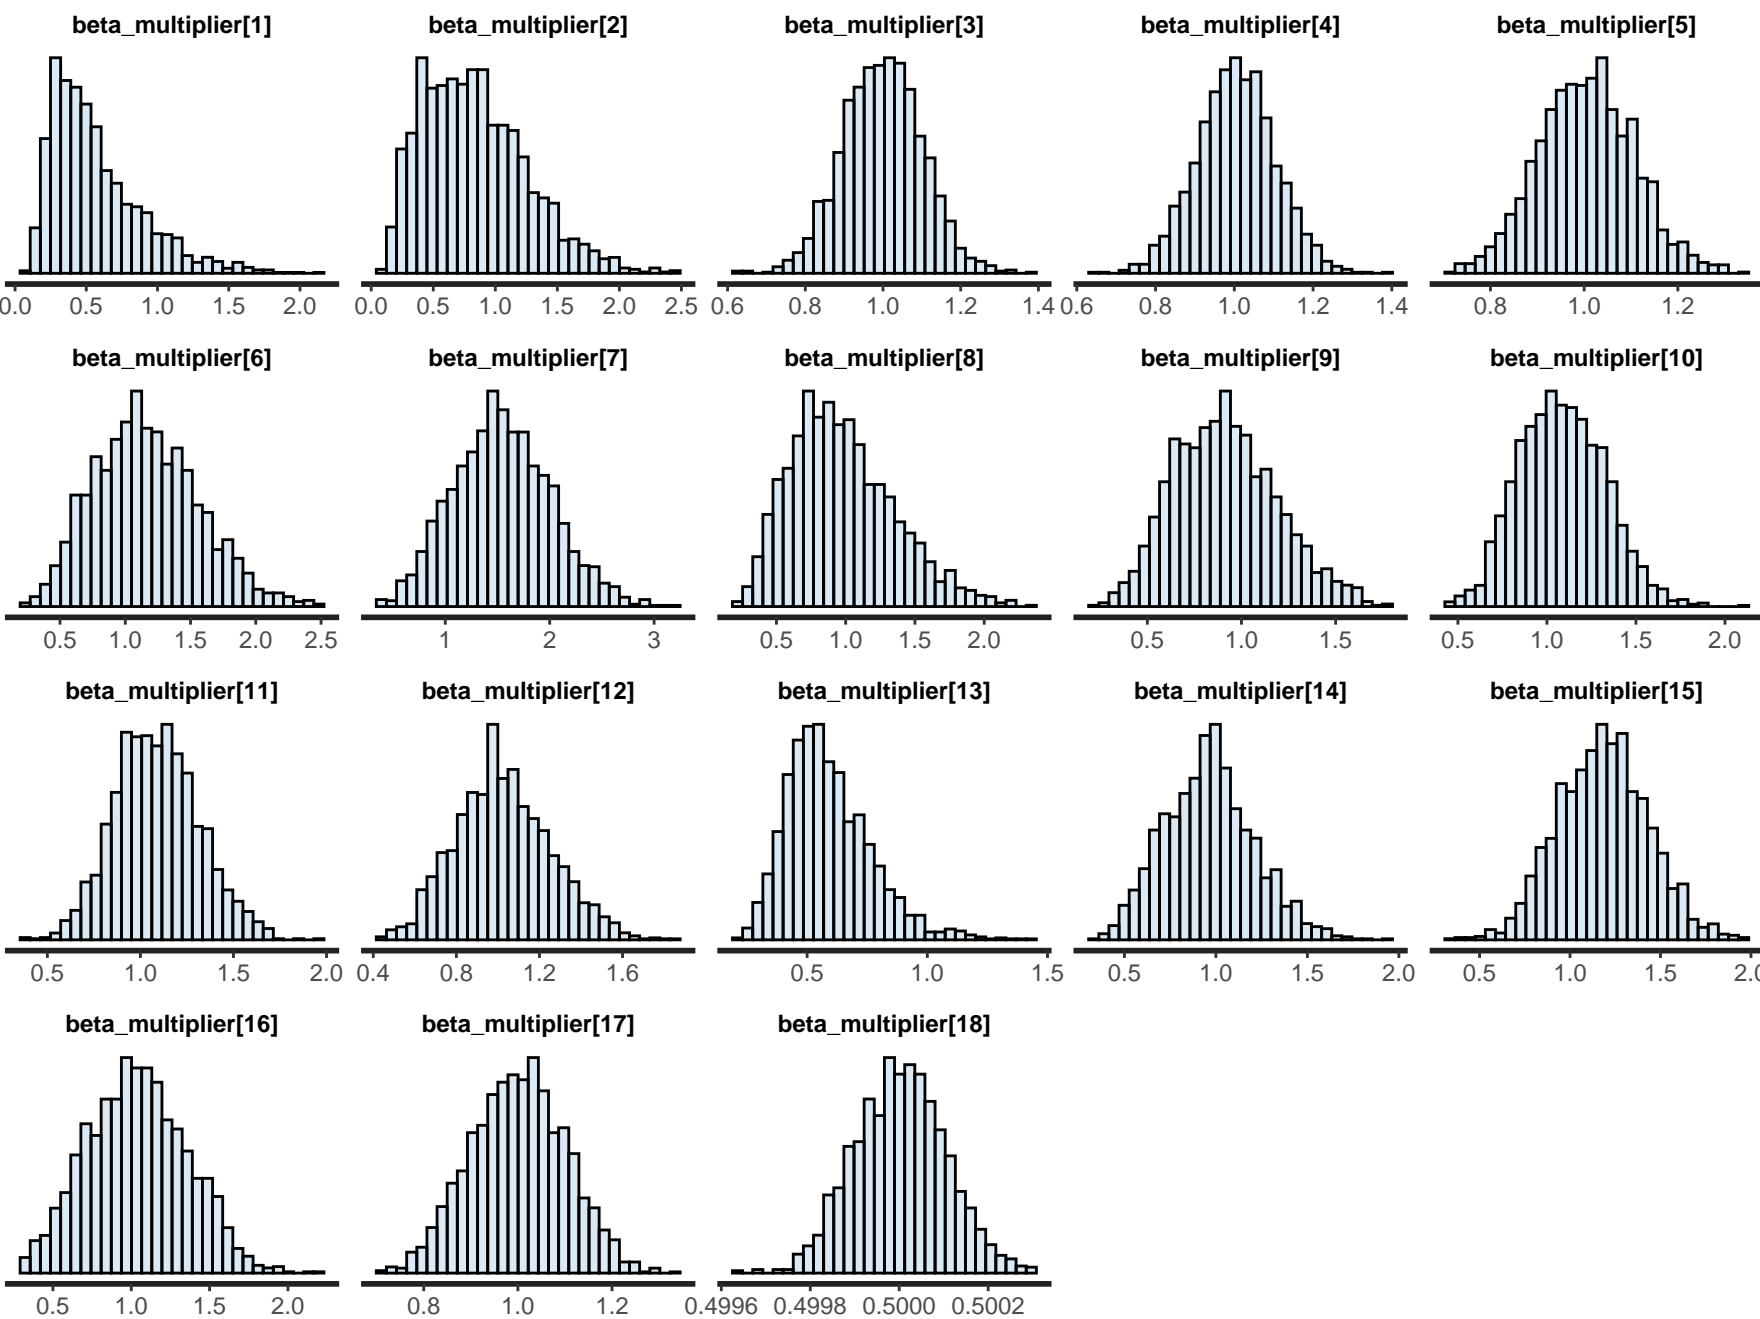 beta_multiplier[1] beta_multiplier[2] beta_multiplier[3] beta_multiplier[4] beta_multiplier[5]
0.0 0.5 1.0 1.5 2.0 0.0 0.5 1.0 1.5 2.0 2.5 0.6 0.8 1.0 1.2 1.4 0.6 0.8 1.0 1.2 1.4 0.8 1.0 1.2
beta_multiplier[6] beta_multiplier[7] beta_multiplier[8] beta_multiplier[9] beta_multiplier[10]
0.5 1.0 1.5 2.0 2.5 1 2 3 0.5 1.0 1.5 2.0 0.5 1.0 1.5 0.5 1.0 1.5 2.0
beta_multiplier[11] beta_multiplier[12] beta_multiplier[13] beta_multiplier[14] beta_multiplier[15]
0.5 1.0 1.5 2.0 0.4 0.8 1.2 1.6 0.5 1.0 1.5 0.5 1.0 1.5 2.0 0.5 1.0 1.5 2.0
beta_multiplier[16] beta_multiplier[17] beta_multiplier[18]
0.5 1.0 1.5 2.0 0.8 1.0 1.2 0.4996 0.4998 0.5000 0.5002